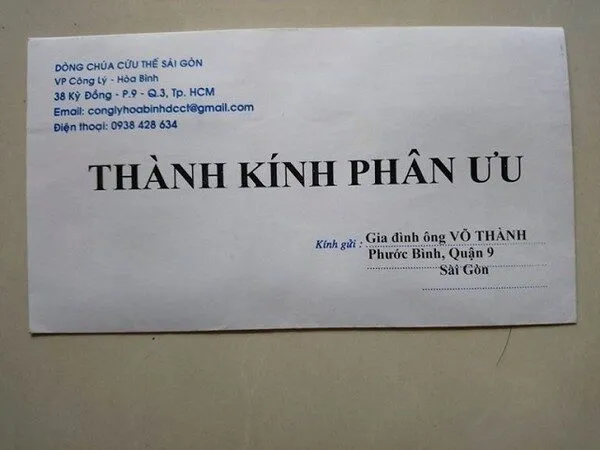 DÒNG CHÚA CỨU THẾ SÀI GÒN
VP Công Lý - Hòa Bình
38 Kỳ Đồng - P.9 - Q.3, Tp. HCM
Email: conglyhoabinhdcct@gmail.com
Điện thoại: 0938 428 634
THÀNH KÍNH PHÂN ƯU
Kính gửi : Gia đình ông VÕ THÀNH
Phước Bình, Quận 9
Sài Gòn